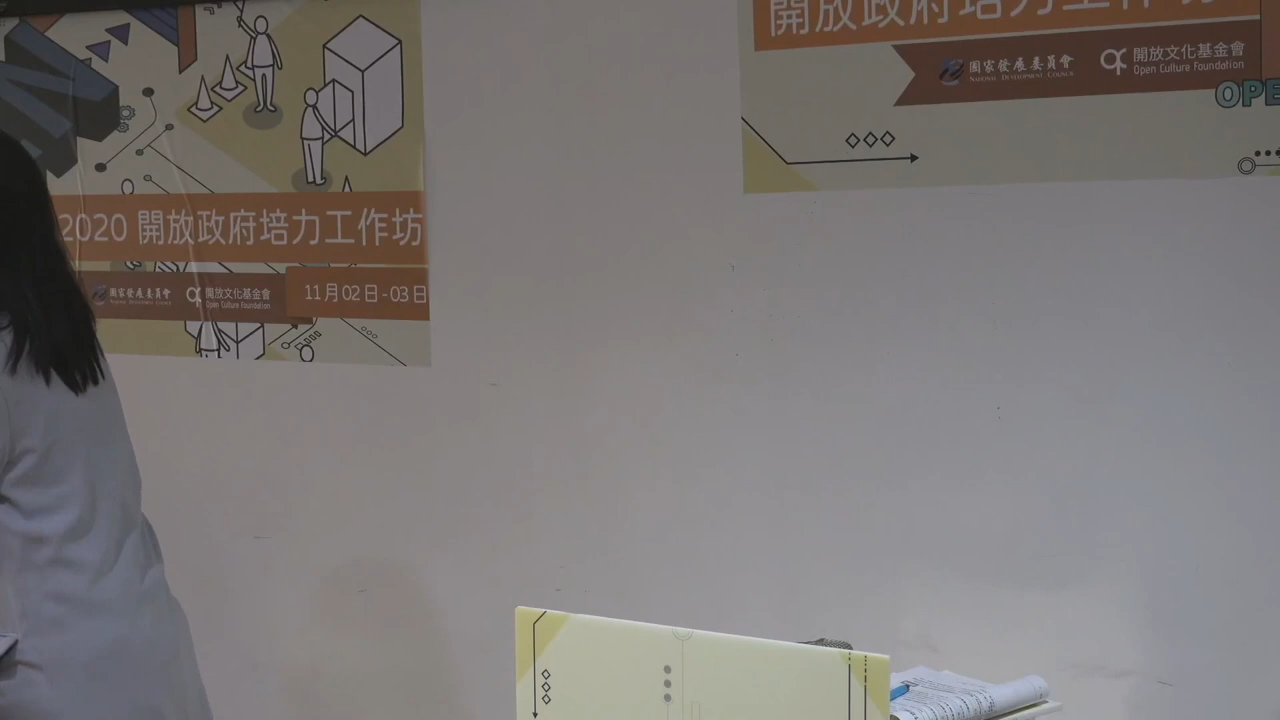 2020 開放政府培力工作坊
國家發展委員會
NATIONAL DEVELOPMENT COUNCIL
開放文化基金會
Open Culture Foundation
11月02日-03日
開放政府培力工作坊
國家發展委員會
NATIONAL DEVELOPMENT COUNCIL
開放文化基金會
Open Culture Foundation
OPE